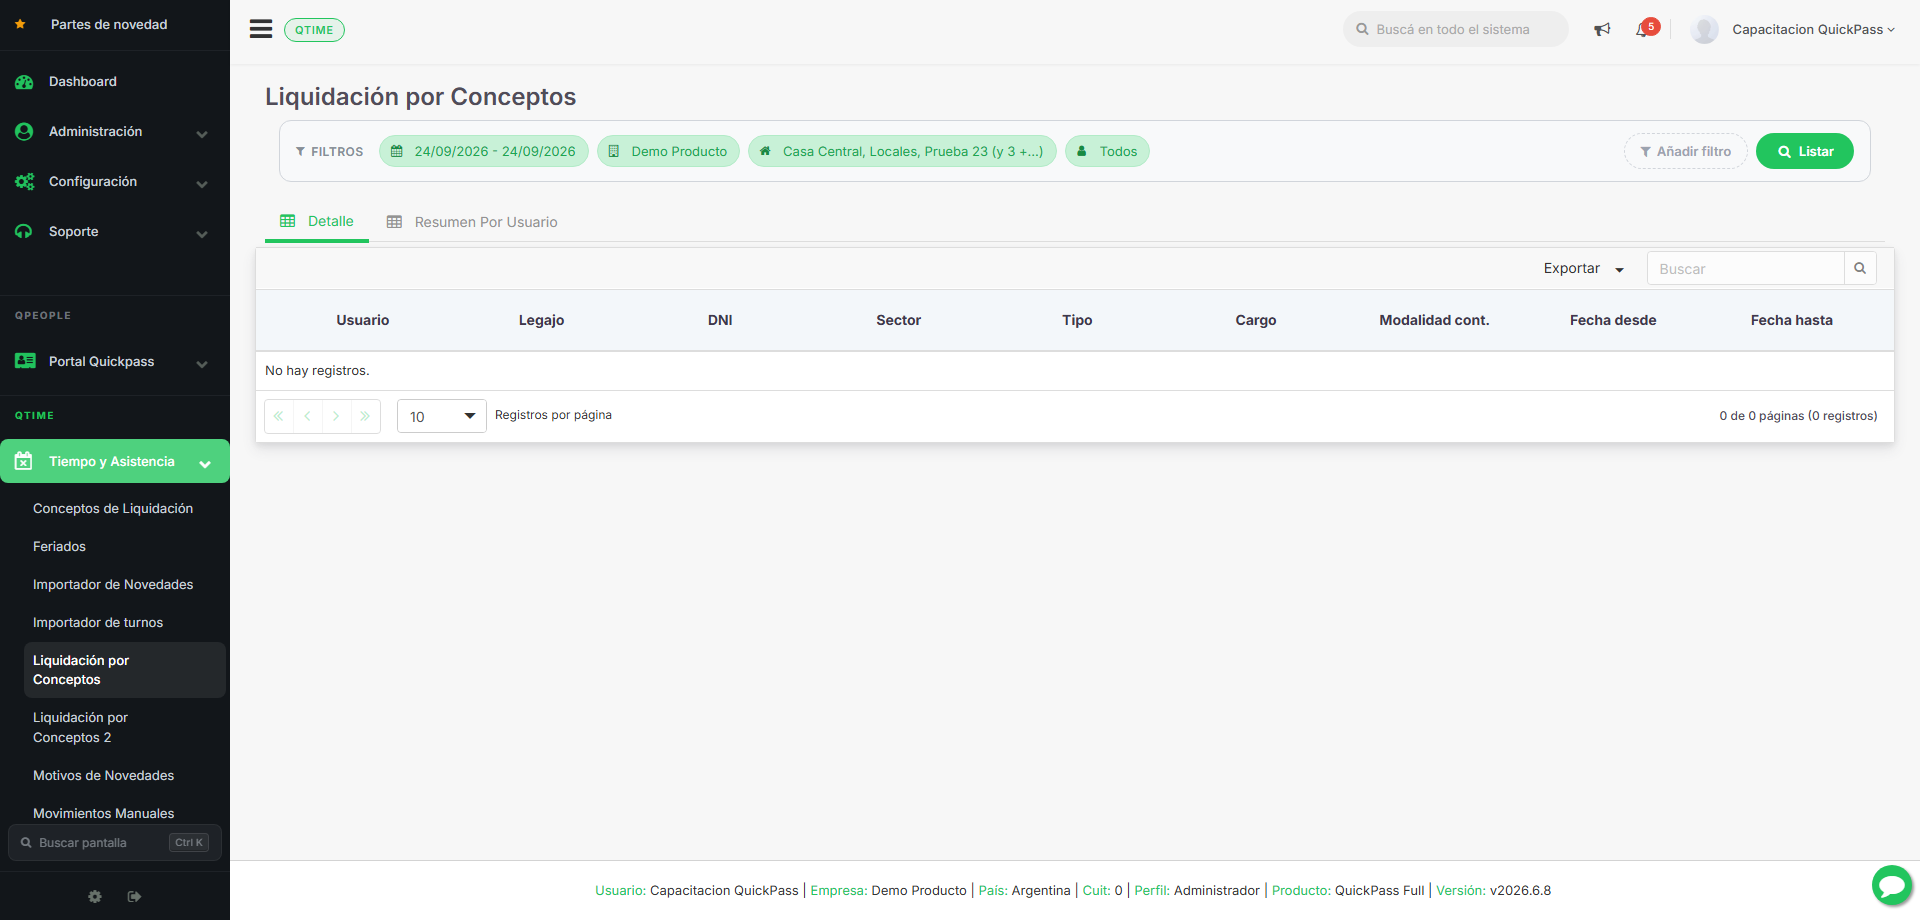 Partes de novedad
Dashboard
Administración
Configuración
Soporte
QPEOPLE
Portal Quickpass
QTIME
Tiempo y Asistencia
Conceptos de Liquidación
Feriados
Importador de Novedades
Importador de turnos
Liquidación por
Conceptos
Liquidación por
Conceptos 2
Motivos de Novedades
Movimientos Manuales
Buscar pantalla Ctrl K
QTIME
Buscá en todo el sistema
5
Capacitacion QuickPass
Liquidación por Conceptos
FILTROS 24/09/2026 - 24/09/2026 Demo Producto Casa Central, Locales, Prueba 23 (y 3 +...) Todos Añadir filtro Listar
Detalle Resumen Por Usuario
Exportar Buscar
Usuario Legajo DNI Sector Tipo Cargo Modalidad cont. Fecha desde Fecha hasta
No hay registros.
10 Registros por página 0 de 0 páginas (0 registros)
Usuario: Capacitacion QuickPass | Empresa: Demo Producto | País: Argentina | Cuit: 0 | Perfil: Administrador | Producto: QuickPass Full | Versión: v2026.6.8